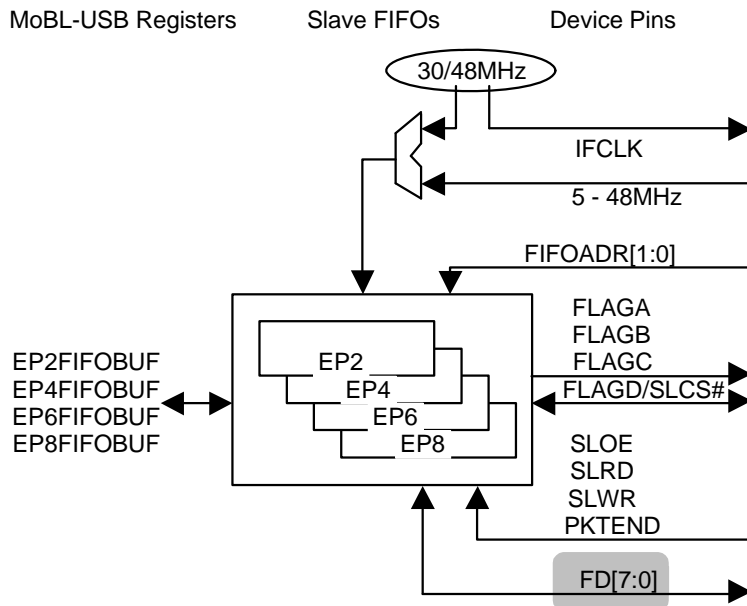 MoBL-USB Registers
Slave FIFOs
Device Pins
30/48MHz
IFCLK
5 - 48MHz
FIFOADR[1:0]
FLAGA
FLAGB
FLAGC
FLAGD/SLCS#
EP2FIFOBUF
EP4FIFOBUF
EP6FIFOBUF
EP8FIFOBUF
EP2
EP4
EP6
EP8
SLOE
SLRD
SLWR
PKTEND
FD[7:0]